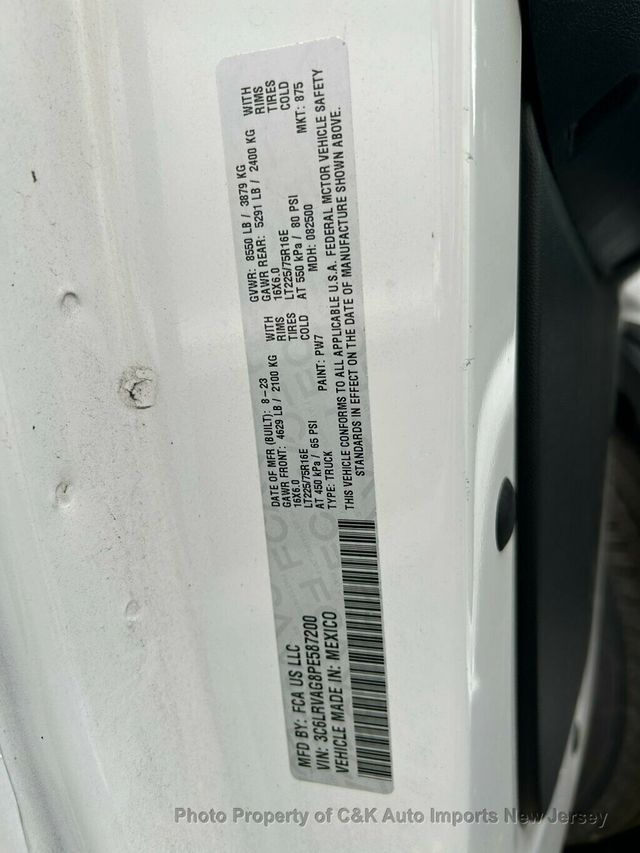 MFD BY: FCA US LLC
VIN: 3C6LRVAG8PE587200
VEHICLE MADE IN: MEXICO
DATE OF MFR (BUILT): 8-23
GVWR: 8550 LB / 3879 KG
GAWR FRONT: 4629 LB / 2100 KG WITH
16X6.0 RIMS
LT225/75R16E TIRES
AT 450 kPa / 65 PSI COLD
GAWR REAR: 5291 LB / 2400 KG WITH
16X6.0 RIMS
LT225/75R16E TIRES
AT 550 kPa / 80 PSI COLD
TYPE: TRUCK PAINT: PW7 MDH: 082500 MKT: 875
THIS VEHICLE CONFORMS TO ALL APPLICABLE U.S.A. FEDERAL MOTOR VEHICLE SAFETY
STANDARDS IN EFFECT ON THE DATE OF MANUFACTURE SHOWN ABOVE.
Photo Property of C&K Auto Imports New Jersey